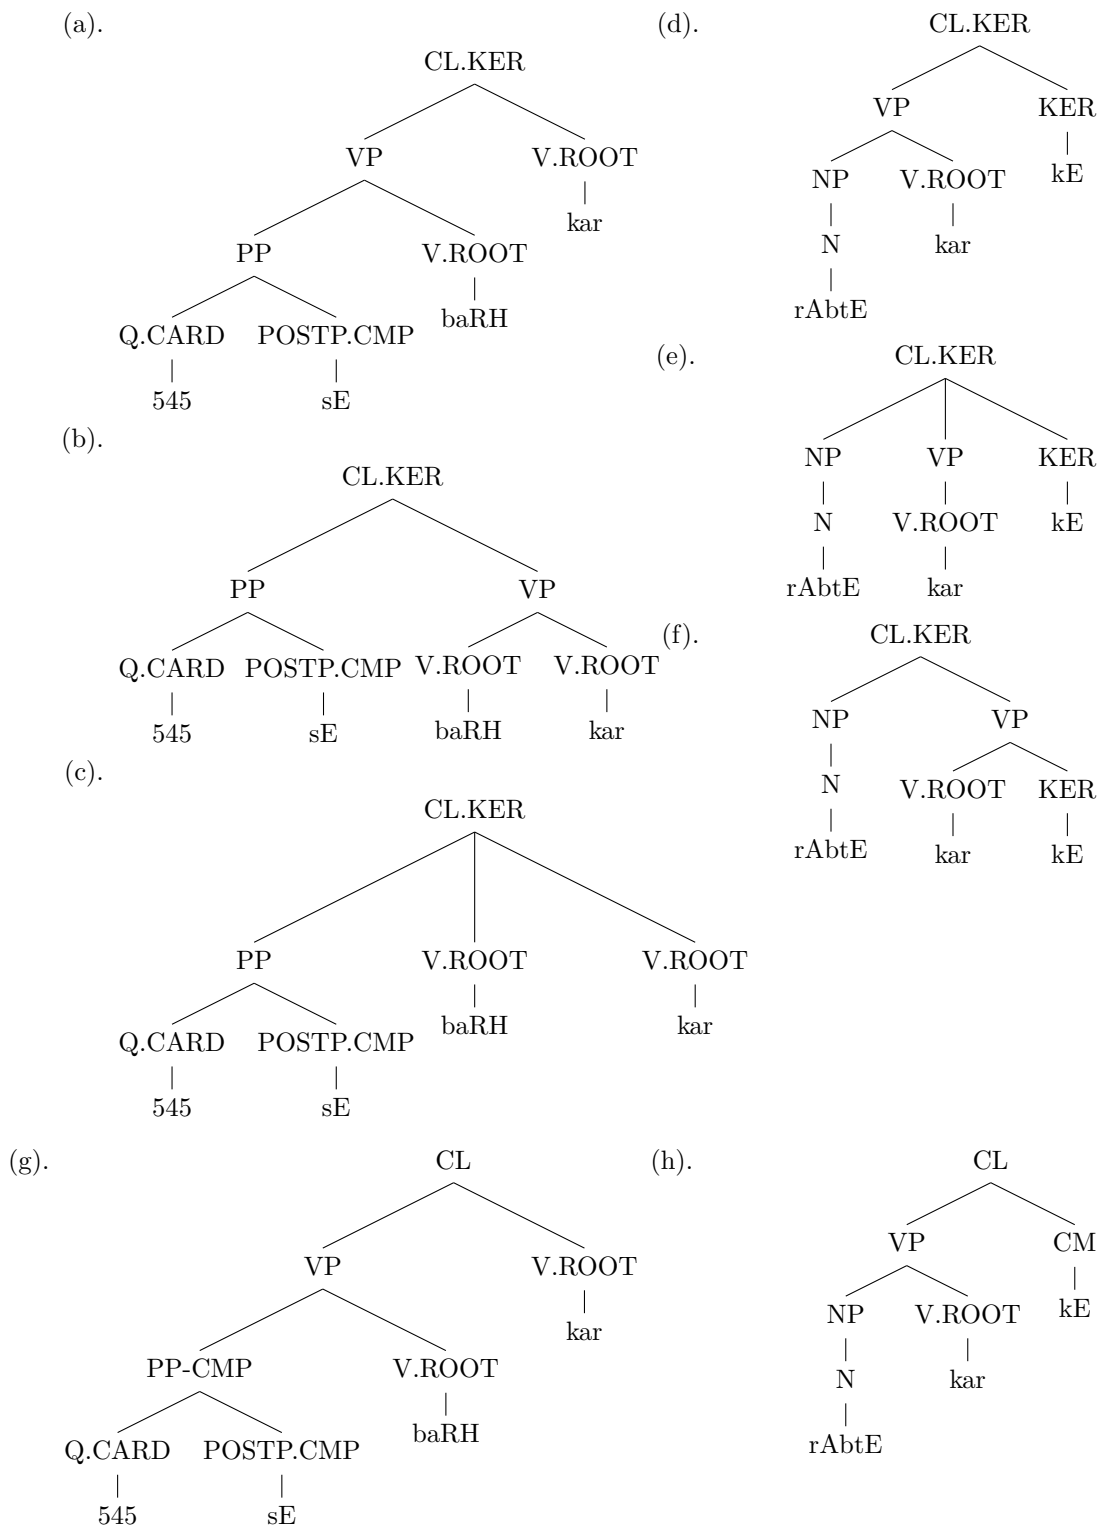 (a).
CL.KER
VP V.ROOT
kar
PP V.ROOT
baRH
Q.CARD POSTP.CMP
545 sE
(b).
CL.KER
PP VP
Q.CARD POSTP.CMP V.ROOT V.ROOT
545 sE baRH kar
(c).
CL.KER
PP V.ROOT V.ROOT
baRH kar
Q.CARD POSTP.CMP
545 sE
(d).
CL.KER
VP KER
kE
NP V.ROOT
N kar
rAbtE
(e).
CL.KER
NP VP KER
N V.ROOT kE
rAbtE kar
(f).
CL.KER
NP VP
N V.ROOT KER
rAbtE kar kE
(g).
CL
VP V.ROOT
kar
PP-CMP V.ROOT
baRH
Q.CARD POSTP.CMP
545 sE
(h).
CL
VP CM
kE
NP V.ROOT
N kar
rAbtE